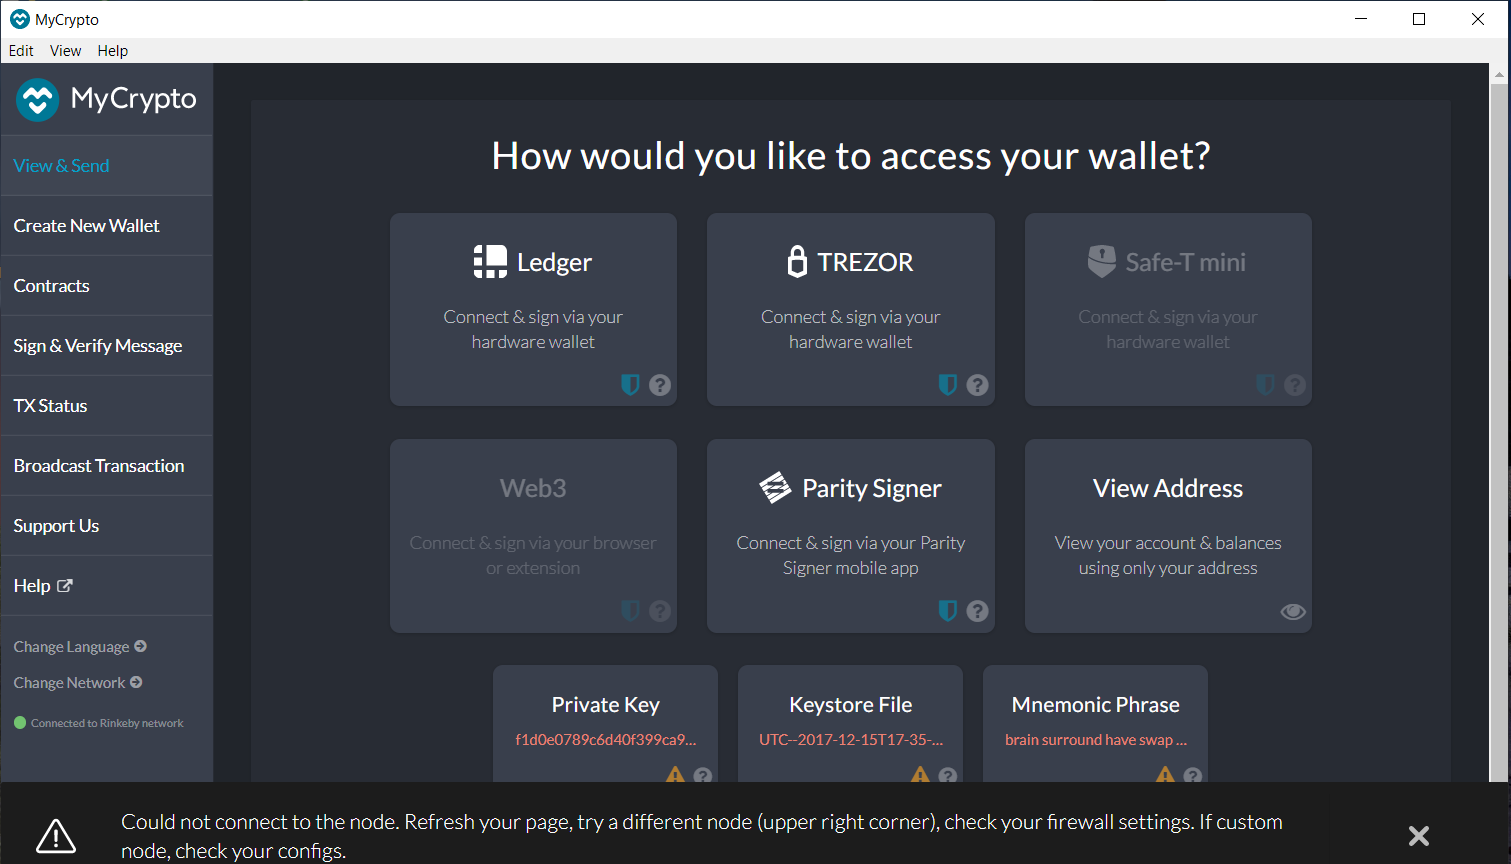 MyCrypto
Edit View Help
MyCrypto
View & Send
Create New Wallet
Contracts
Sign & Verify Message
TX Status
Broadcast Transaction
Support Us
Help
Change Language
Change Network
Connected to Rinkeby network
How would you like to access your wallet?
Ledger
Connect & sign via your
hardware wallet
?
TREZOR
Connect & sign via your
hardware wallet
?
Safe-T mini
Connect & sign via your
hardware wallet
?
Web3
Connect & sign via your browser
or extension
?
Parity Signer
Connect & sign via your Parity
Signer mobile app
?
View Address
View your account & balances
using only your address
Private Key
f1d0e0789c6d40f399ca9...
?
Keystore File
UTC--2017-12-15T17-35-...
?
Mnemonic Phrase
brain surround have swap ...
?
Could not connect to the node. Refresh your page, try a different node (upper right corner), check your firewall settings. If custom
node, check your configs.